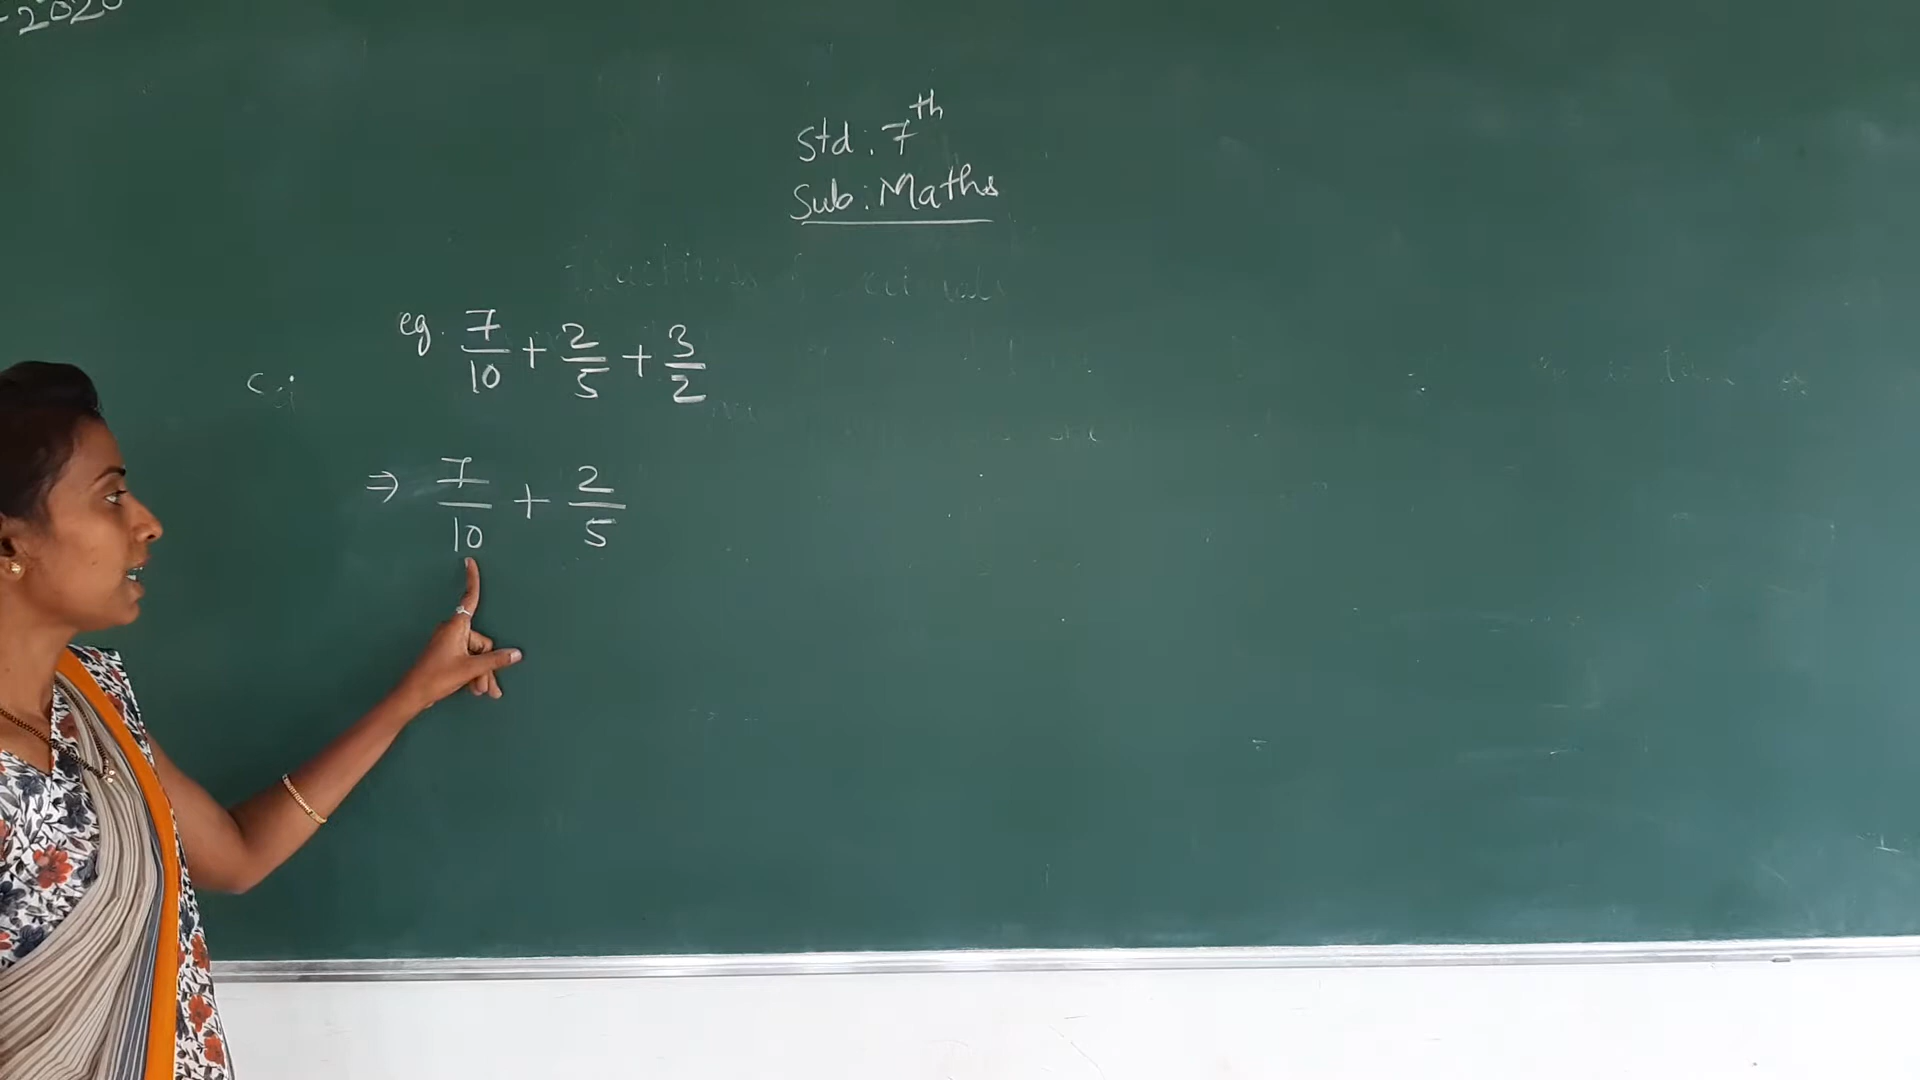 -2020
Std: 7th
Sub: Maths
eg. 7/10 + 2/5 + 3/2
⇒ 7/10 + 2/5